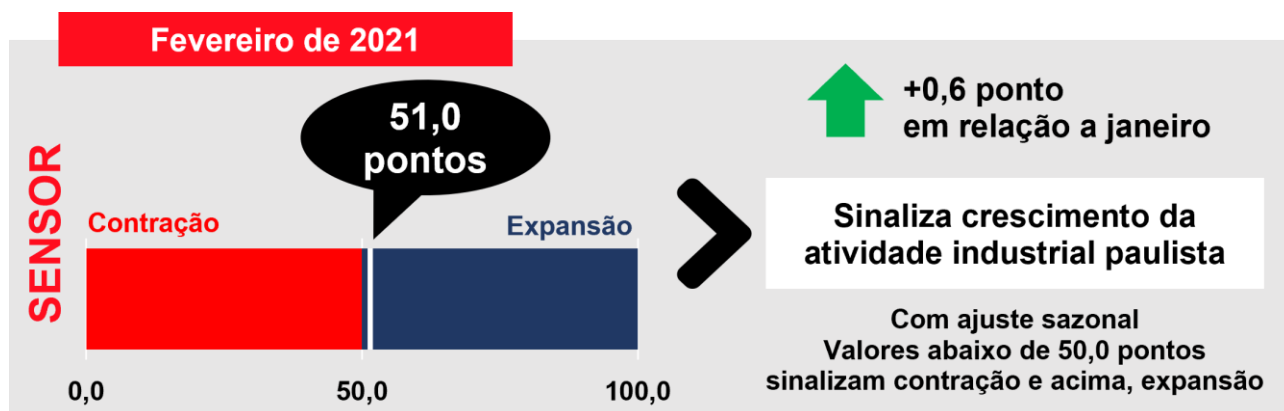 Fevereiro de 2021
SENSOR
51,0
pontos
Contração
Expansão
0,0
50,0
100,0
+0,6 ponto
em relação a janeiro
Sinaliza crescimento da
atividade industrial paulista
Com ajuste sazonal
Valores abaixo de 50,0 pontos
sinalizam contração e acima, expansão